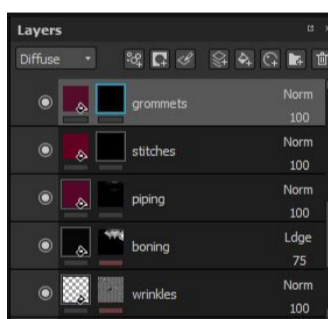 Layers
Diffuse
grommets Norm
100
stitches Norm
100
piping Norm
100
boning Ldge
75
wrinkles Norm
100